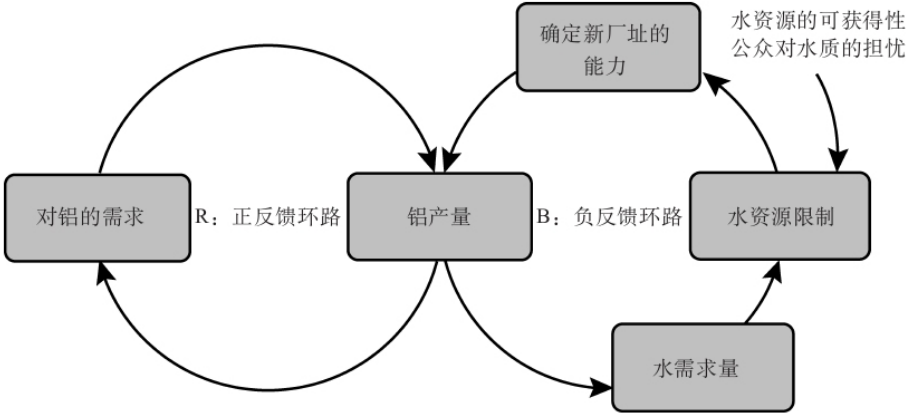 确定新厂址的
能力
水资源的可获得性
公众对水质的担忧
对铝的需求
R：正反馈环路
铝产量
B：负反馈环路
水资源限制
水需求量